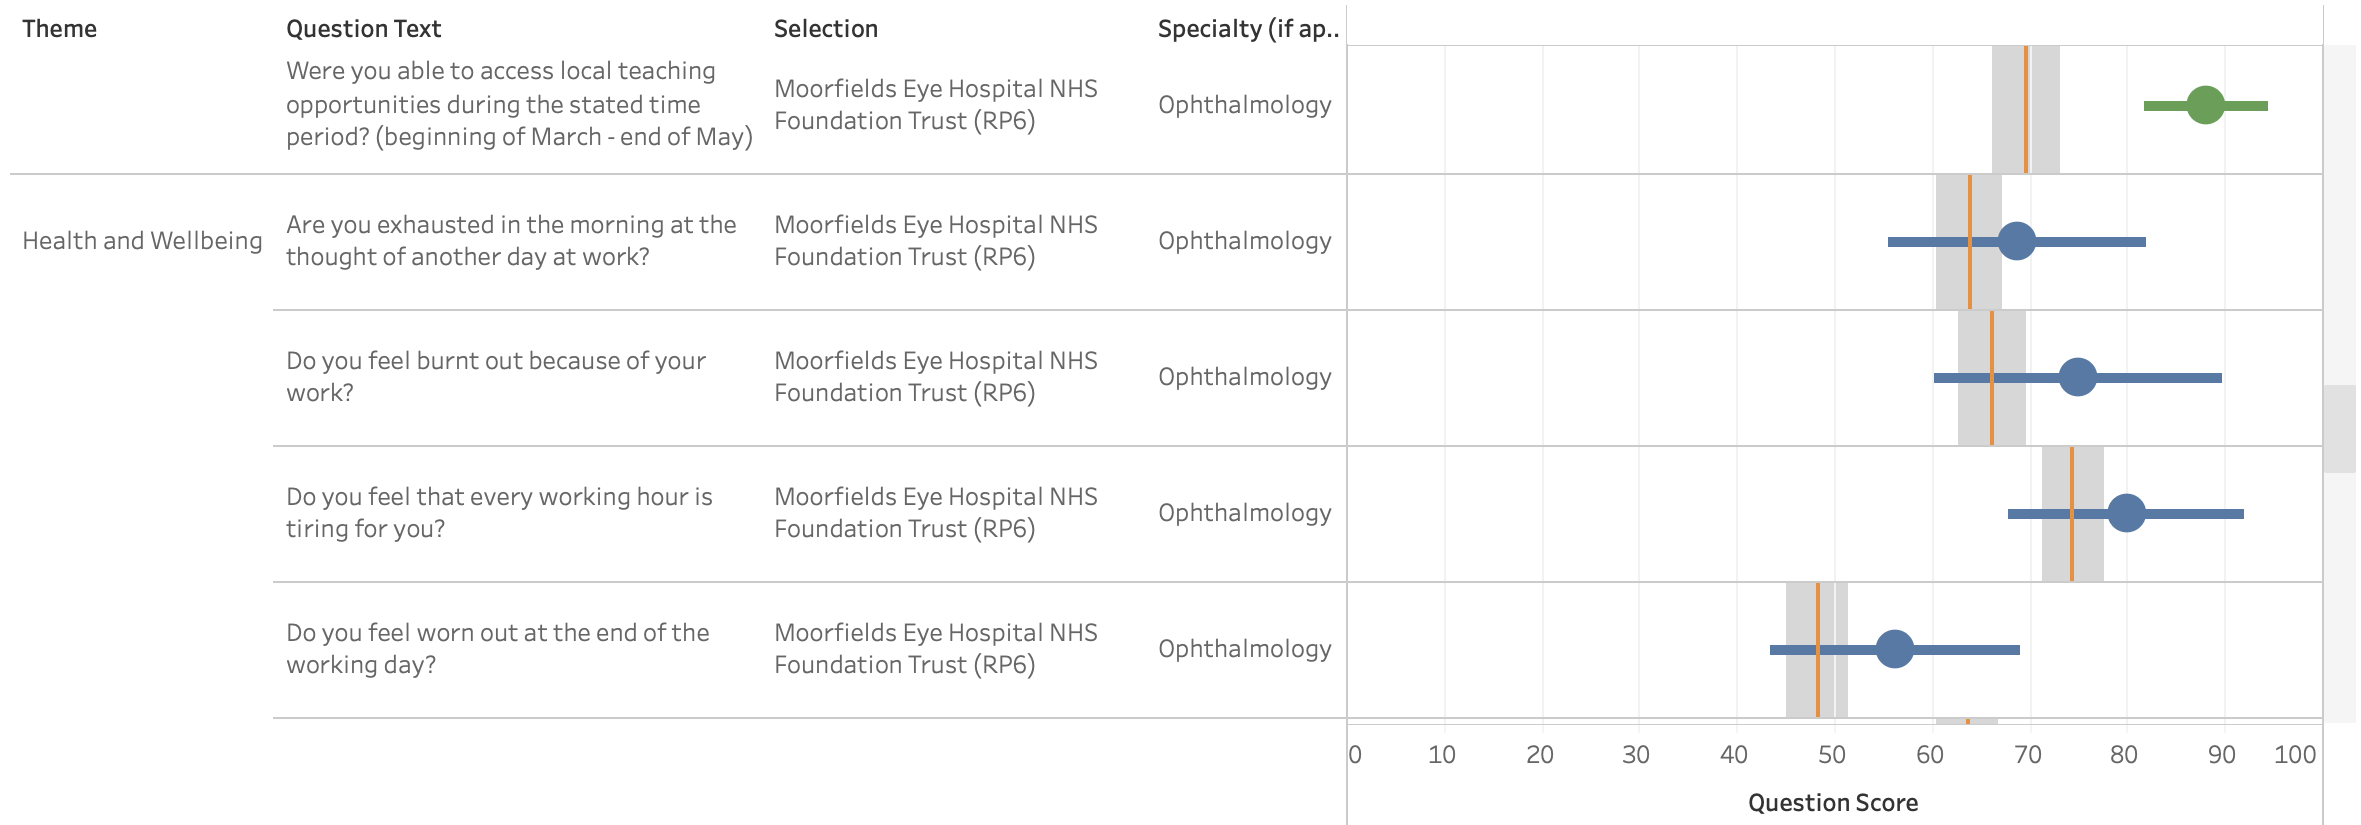 Theme
Question Text
Selection
Specialty (if ap..
Were you able to access local teaching
opportunities during the stated time
period? (beginning of March - end of May)
Moorfields Eye Hospital NHS
Foundation Trust (RP6)
Ophthalmology
Health and Wellbeing
Are you exhausted in the morning at the
thought of another day at work?
Moorfields Eye Hospital NHS
Foundation Trust (RP6)
Ophthalmology
Do you feel burnt out because of your
work?
Moorfields Eye Hospital NHS
Foundation Trust (RP6)
Ophthalmology
Do you feel that every working hour is
tiring for you?
Moorfields Eye Hospital NHS
Foundation Trust (RP6)
Ophthalmology
Do you feel worn out at the end of the
working day?
Moorfields Eye Hospital NHS
Foundation Trust (RP6)
Ophthalmology
0 10 20 30 40 50 60 70 80 90 100
Question Score